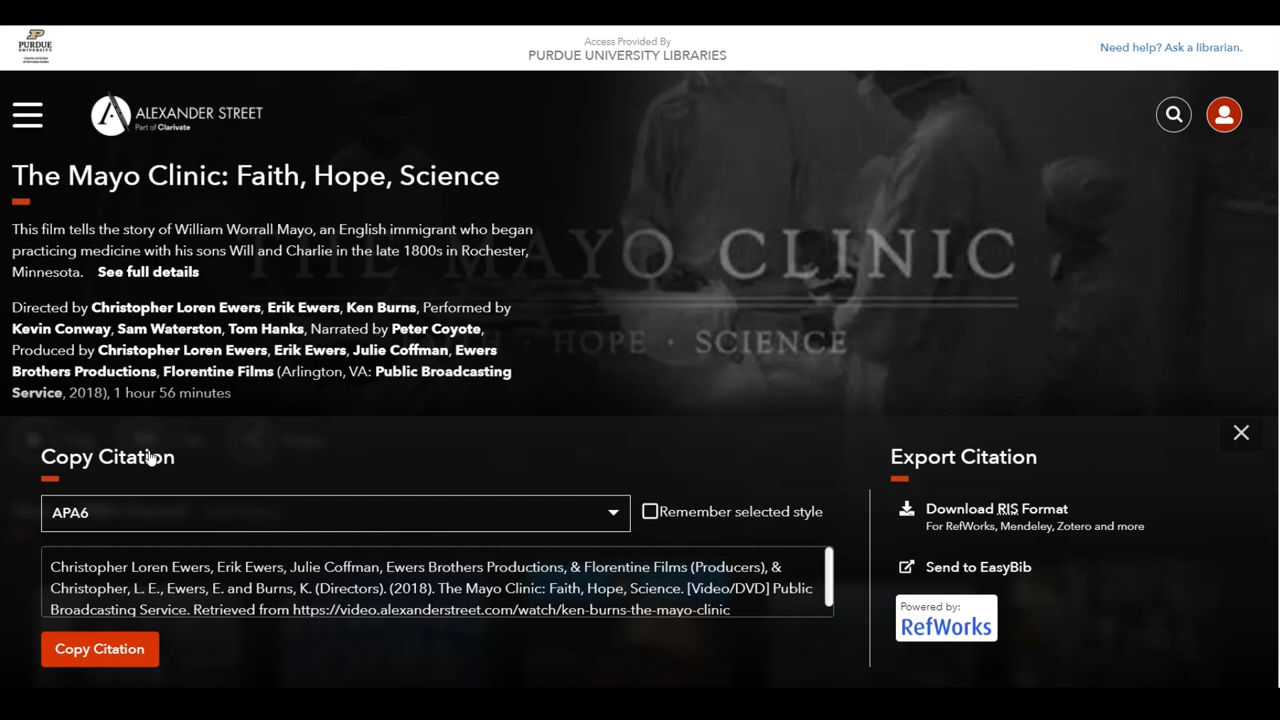 PURDUE
UNIVERSITY
Access Provided By
PURDUE UNIVERSITY LIBRARIES
Need help? Ask a librarian.
ALEXANDER STREET
Part of Clarivate
The Mayo Clinic: Faith, Hope, Science
This film tells the story of William Worrall Mayo, an English immigrant who began
practicing medicine with his sons Will and Charlie in the late 1800s in Rochester,
Minnesota. See full details
THE MAYO CLINIC
FAITH · HOPE · SCIENCE
Directed by Christopher Loren Ewers, Erik Ewers, Ken Burns, Performed by
Kevin Conway, Sam Waterston, Tom Hanks, Narrated by Peter Coyote,
Produced by Christopher Loren Ewers, Erik Ewers, Julie Coffman, Ewers
Brothers Productions, Florentine Films (Arlington, VA: Public Broadcasting
Service, 2018), 1 hour 56 minutes
Copy Citation
APA6
Remember selected style
Christopher Loren Ewers, Erik Ewers, Julie Coffman, Ewers Brothers Productions, & Florentine Films (Producers), &
Christopher, L. E., Ewers, E. and Burns, K. (Directors). (2018). The Mayo Clinic: Faith, Hope, Science. [Video/DVD] Public
Broadcasting Service. Retrieved from https://video.alexanderstreet.com/watch/ken-burns-the-mayo-clinic
Copy Citation
Export Citation
Download RIS Format
For RefWorks, Mendeley, Zotero and more
Send to EasyBib
Powered by:
RefWorks